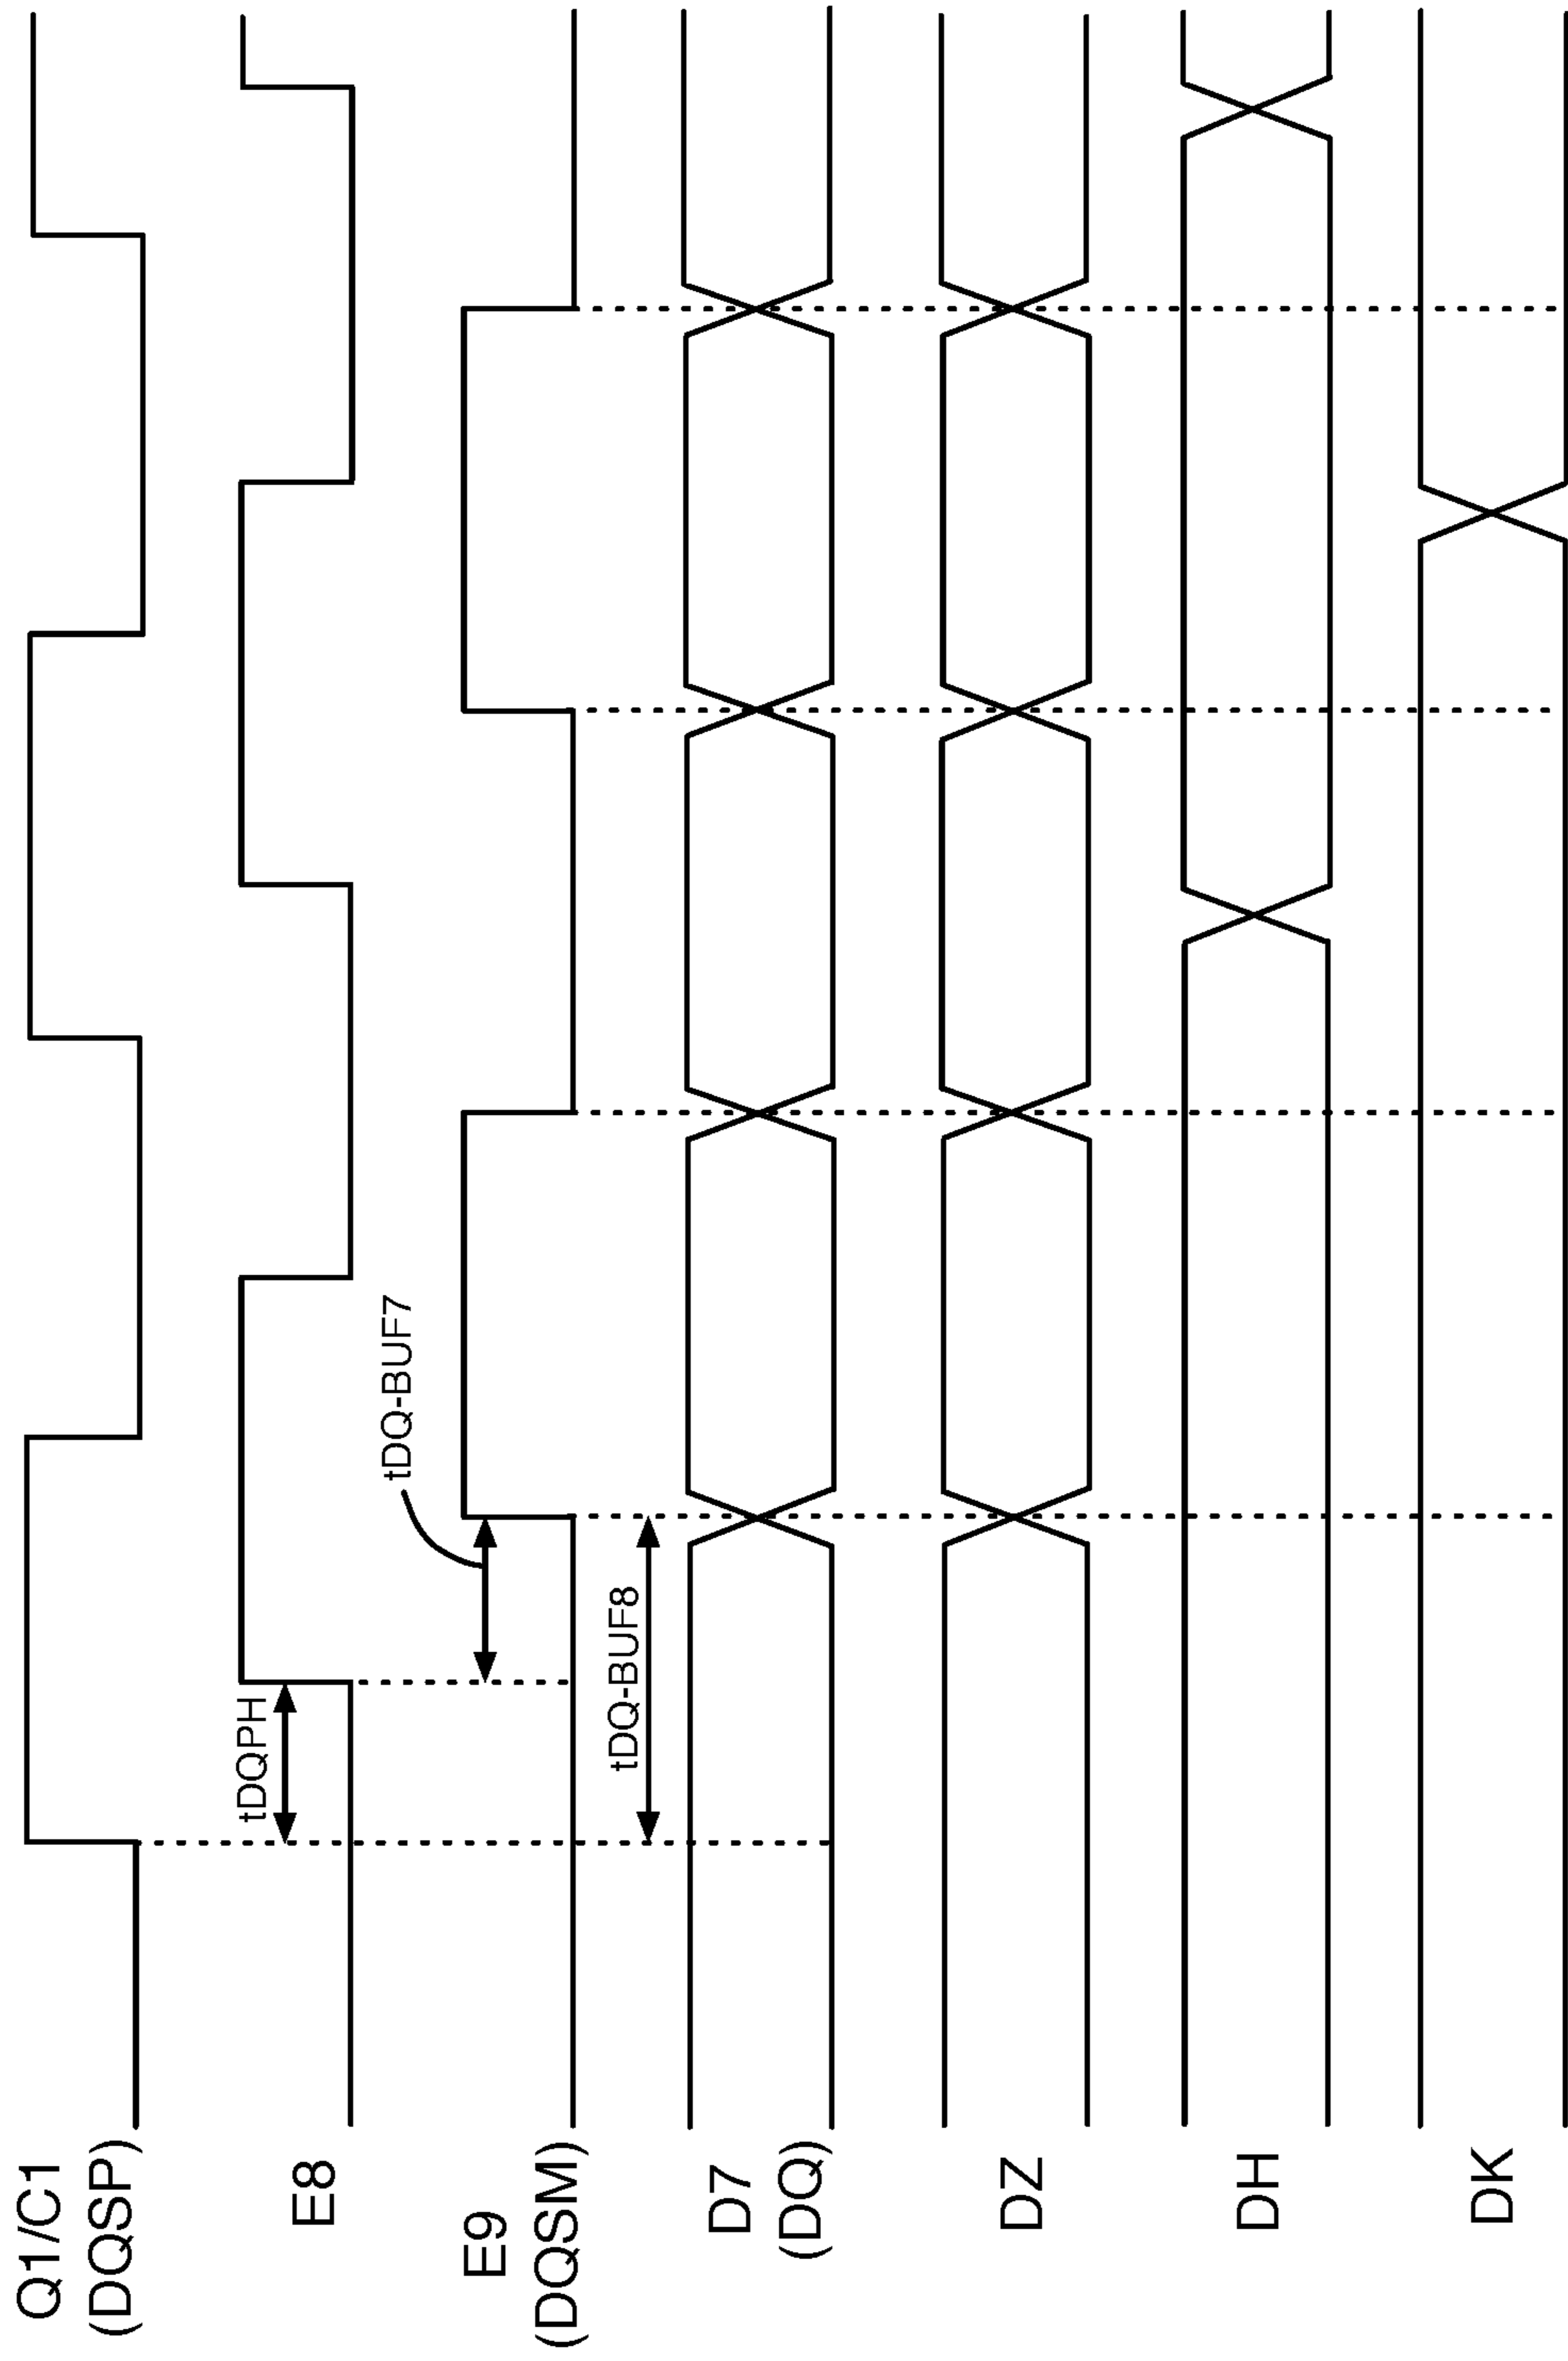 Q1/C1
(DQSP)
tDQPH
E8
tDQ-BUF7
E9
(DQSM)
tDQ-BUF8
D7
(DQ)
DZ
DH
DK